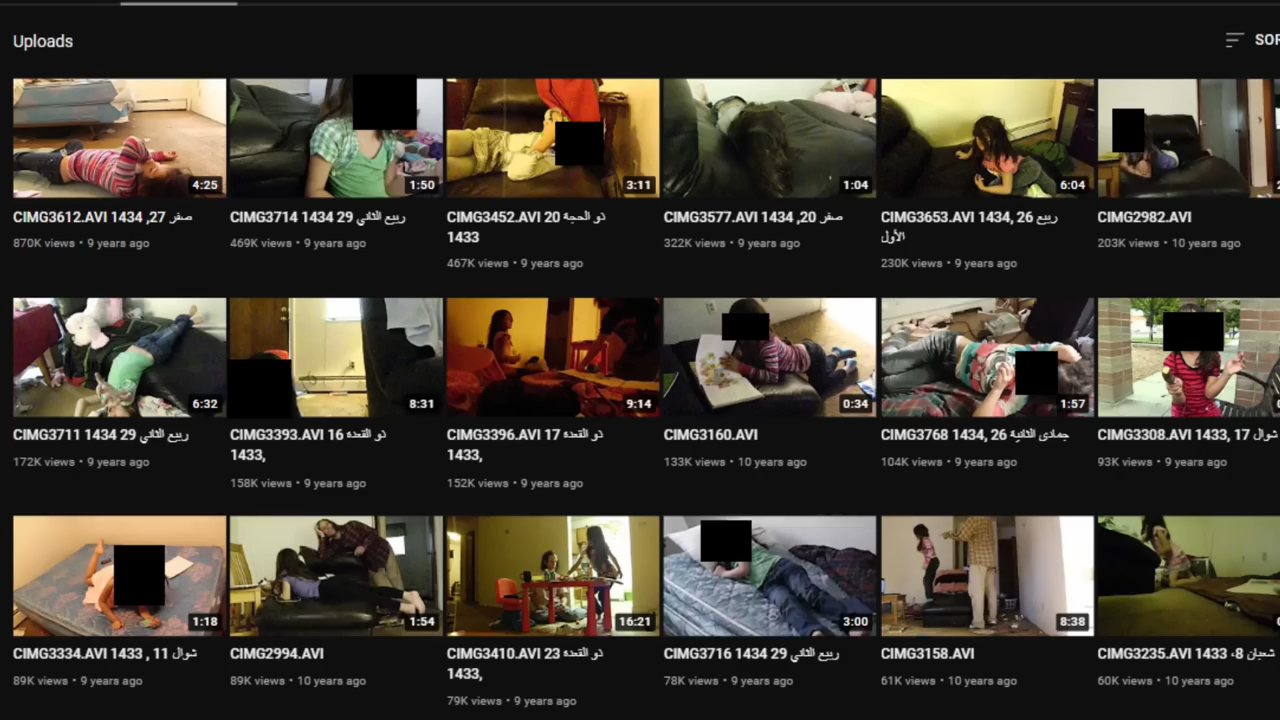 Uploads
SOR
4:25
1:50
3:11
1:04
6:04
CIMG3612.AVI 1434 ,27 صفر
CIMG3714 1434 29 ربيع الثاني
CIMG3452.AVI 20 ذو الحجة
1433
CIMG3577.AVI 1434 ,20 صفر
CIMG3653.AVI 1434, 26 ربيع
الأول
CIMG2982.AVI
870K views • 9 years ago
469K views • 9 years ago
467K views • 9 years ago
322K views • 9 years ago
230K views • 9 years ago
203K views • 10 years ago
6:32
8:31
9:14
0:34
1:57
CIMG3711 1434 29 ربيع الثاني
CIMG3393.AVI 16 ذو القعدة
1433,
CIMG3396.AVI 17 ذو القعدة
1433,
CIMG3160.AVI
CIMG3768 1434, 26 جمادى الثانية
CIMG3308.AVI 1433, 17 شوال
172K views • 9 years ago
158K views • 9 years ago
152K views • 9 years ago
133K views • 10 years ago
104K views • 9 years ago
93K views • 9 years ago
1:18
1:54
16:21
3:00
8:38
CIMG3334.AVI 1433 , 11 شوال
CIMG2994.AVI
CIMG3410.AVI 23 ذو القعدة
1433,
CIMG3716 1434 29 ربيع الثاني
CIMG3158.AVI
CIMG3235.AVI 1433 ،8 شعبان
89K views • 9 years ago
89K views • 10 years ago
79K views • 9 years ago
78K views • 9 years ago
61K views • 10 years ago
60K views • 10 years ago